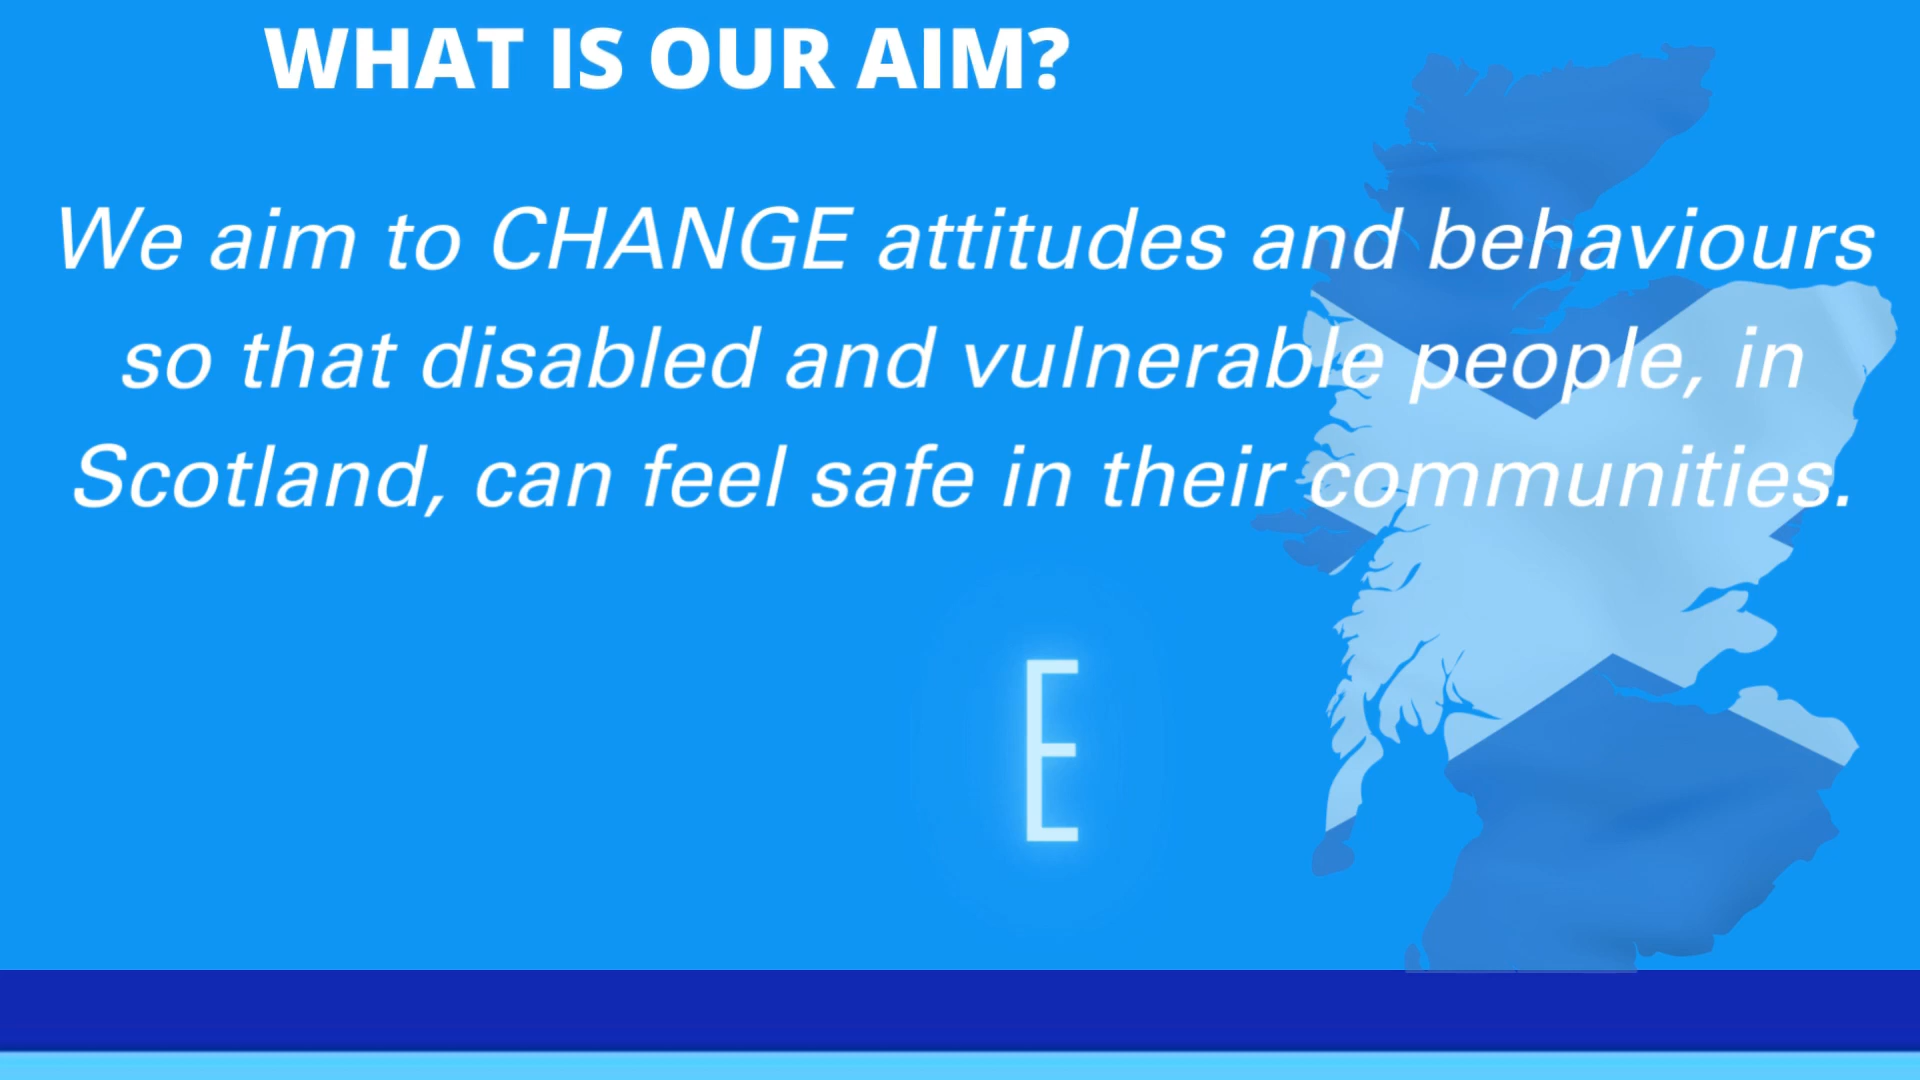 WHAT IS OUR AIM?
We aim to CHANGE attitudes and behaviours
so that disabled and vulnerable people, in
Scotland, can feel safe in their communities.
E